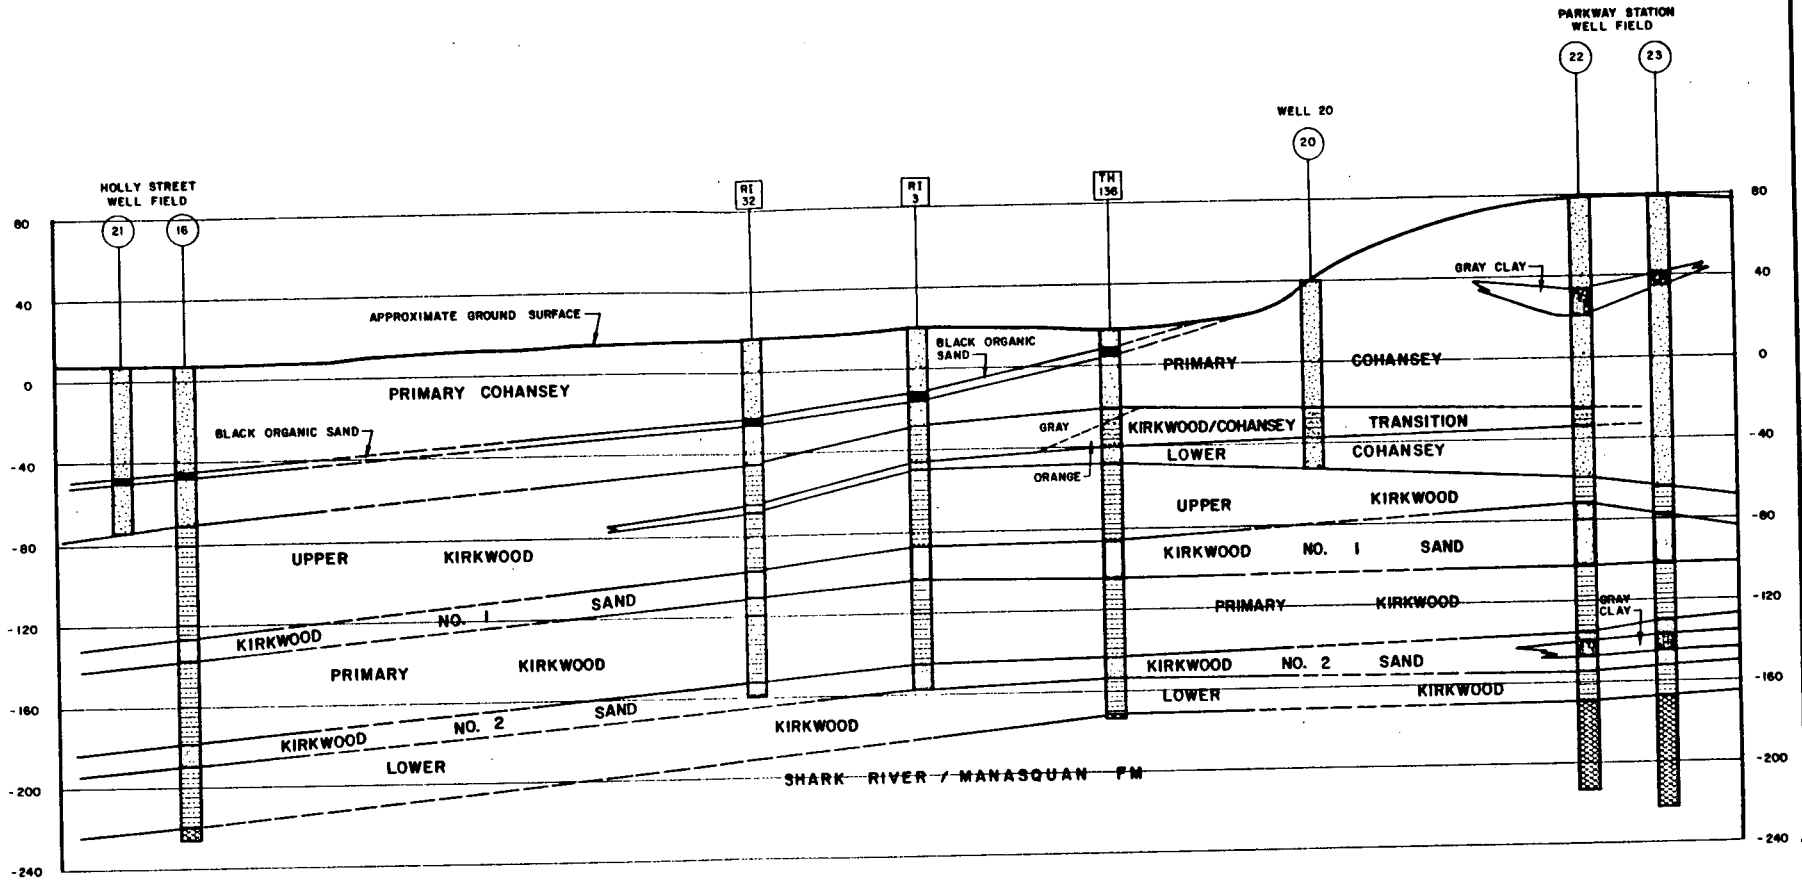 PARKWAY STATION
WELL FIELD
22
23
WELL 20
20
HOLLY STREET
WELL FIELD
21
16
RI
32
RI
3
TH
136
80
80
40
40
0
0
-40
-40
-80
-80
-120
-120
-160
-160
-200
-200
-240
-240
GRAY CLAY
APPROXIMATE GROUND SURFACE
BLACK ORGANIC
SAND
PRIMARY COHANSEY
PRIMARY COHANSEY
BLACK ORGANIC SAND
GRAY
KIRKWOOD/COHANSEY TRANSITION
ORANGE
LOWER COHANSEY
UPPER KIRKWOOD
UPPER KIRKWOOD
KIRKWOOD NO. 1 SAND
KIRKWOOD NO. 1 SAND
PRIMARY KIRKWOOD
GRAY
CLAY
PRIMARY KIRKWOOD
KIRKWOOD NO. 2 SAND
LOWER KIRKWOOD
KIRKWOOD NO. 2 SAND
LOWER KIRKWOOD
SHARK RIVER / MANASQUAN FM